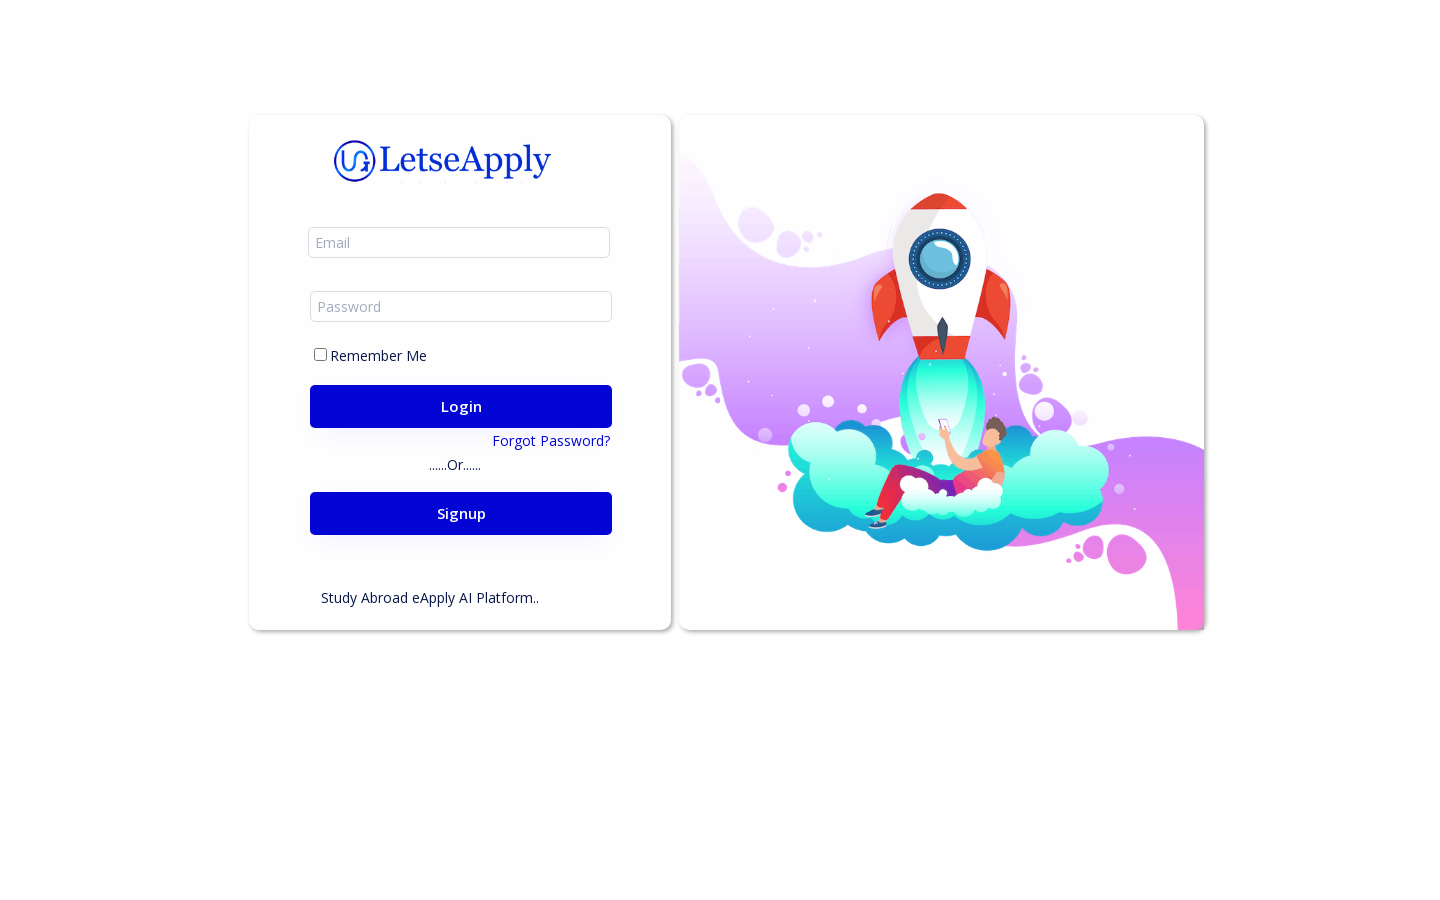 LetseApply
Email
Password
Remember Me
Login
Forgot Password?
......Or......
Signup
Study Abroad eApply AI Platform..